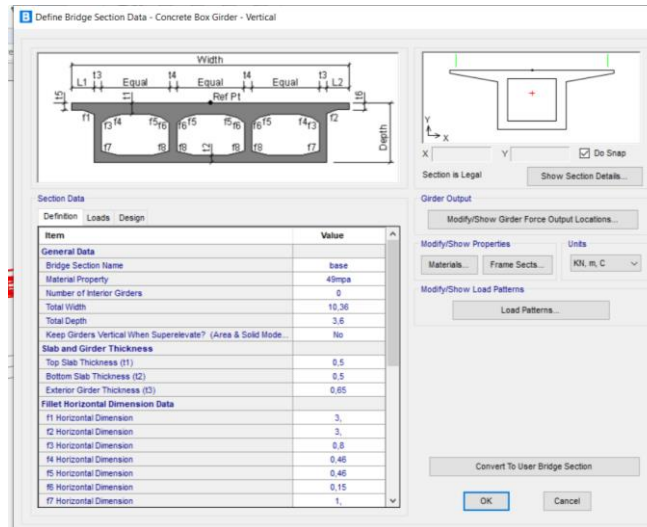 B Define Bridge Section Data - Concrete Box Girder - Vertical
Width
L1 t3 Equal t4 Equal t4 Equal t3 L2
t5 t1 Ref Pt t6
f1 f3 f4 f5 f6 f6 f5 f5 f6 f4 f3 f2
Depth
f7 f8 f8 t2 f8 f8 f7
Y
X
X Y Do Snap
Section is Legal Show Section Details...
Section Data
Definition Loads Design
Item Value
General Data
Bridge Section Name base
Material Property 49mpa
Number of Interior Girders 0
Total Width 10,36
Total Depth 3,6
Keep Girders Vertical When Superelevate? (Area & Solid Mode... No
Slab and Girder Thickness
Top Slab Thickness (t1) 0,5
Bottom Slab Thickness (t2) 0,5
Exterior Girder Thickness (t3) 0,65
Fillet Horizontal Dimension Data
f1 Horizontal Dimension 3,
f2 Horizontal Dimension 3,
f3 Horizontal Dimension 0,8
f4 Horizontal Dimension 0,46
f5 Horizontal Dimension 0,46
f6 Horizontal Dimension 0,15
f7 Horizontal Dimension 1,
Girder Output
Modify/Show Girder Force Output Locations...
Modify/Show Properties Units
Materials... Frame Sects... KN, m, C
Modify/Show Load Patterns
Load Patterns...
Convert To User Bridge Section
OK Cancel